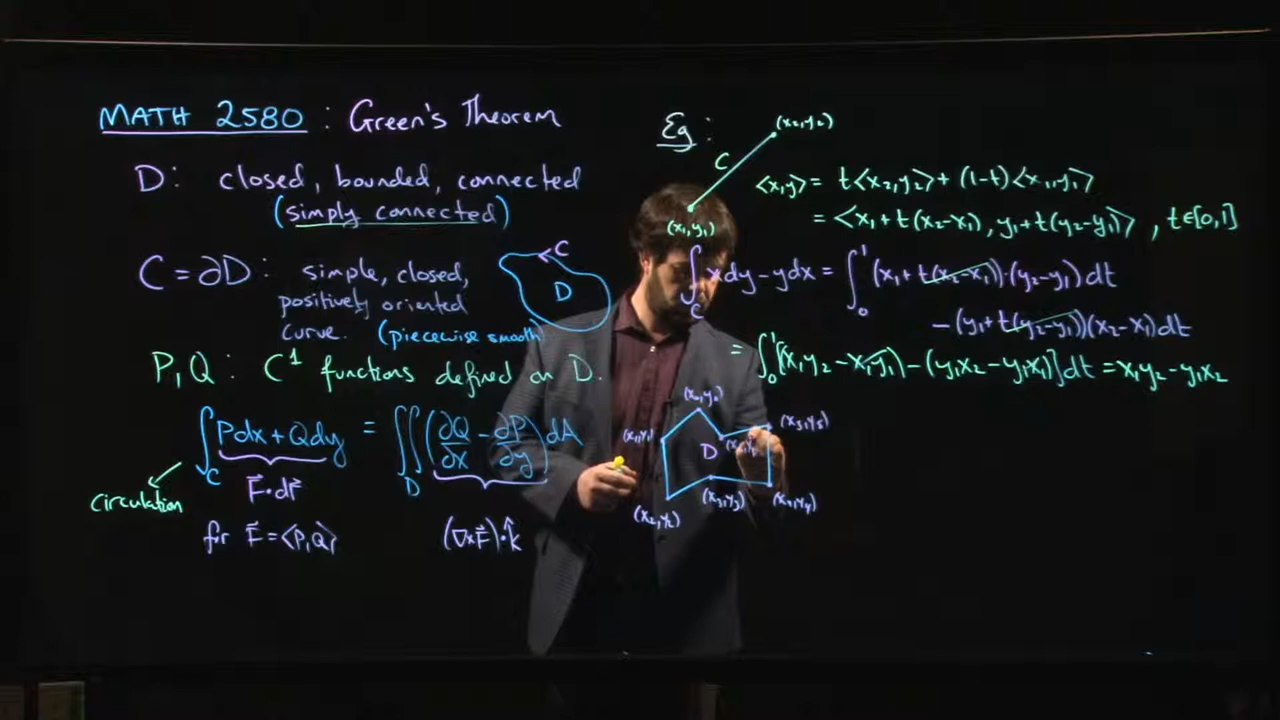 MATH 2580 : Green's Theorem
D: closed, bounded, connected
(simply connected)
C = ∂D : simple, closed,
positively oriented
curve. (piecewise smooth)
C
D
P, Q : C¹ functions defined on D.
∫_C Pdx + Qdy = ∬_D (∂Q/∂x − ∂P/∂y) dA
Circulation
F⃗·dr⃗
for F⃗ = ⟨P,Q⟩
(∇×F⃗)·k̂
Eg :
(x₂,y₂)
C
(x₁,y₁)
⟨x,y⟩ = t⟨x₂,y₂⟩ + (1−t)⟨x₁,y₁⟩
= ⟨x₁+t(x₂−x₁), y₁+t(y₂−y₁)⟩ , t∈[0,1]
∫_C xdy − ydx = ∫₀¹ (x₁+t(x₂−x₁))·(y₂−y₁)dt
−(y₁+t(y₂−y₁))(x₂−x₁)dt
= ∫₀¹[(x₁y₂ − x₁y₁) − (y₁x₂ − y₁x₁)]dt = x₁y₂ − y₁x₂
(x₁,y₁)
D
(x₅,y₅)
(x₂,y₂)
(x₃,y₃)
(x₄,y₄)